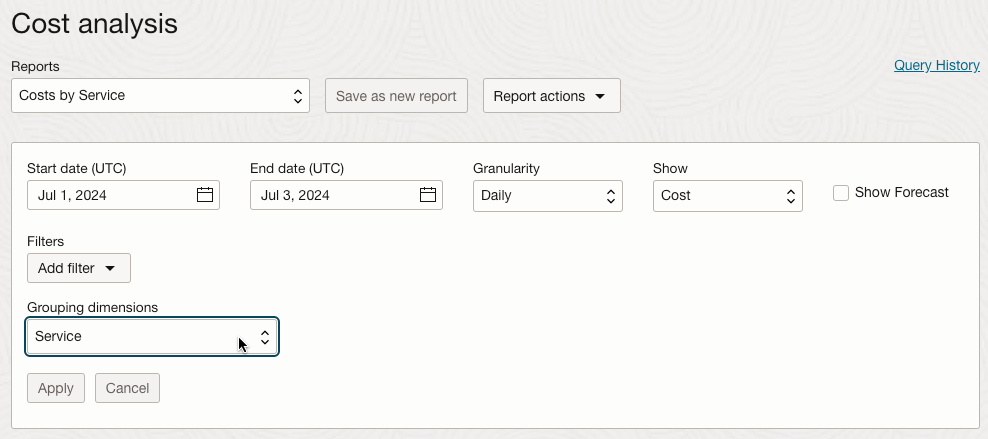 Cost analysis
Reports
Query History
Costs by Service
Save as new report
Report actions
Start date (UTC)
End date (UTC)
Granularity
Show
Jul 1, 2024
Jul 3, 2024
Daily
Cost
Show Forecast
Filters
Add filter
Grouping dimensions
Service
Apply
Cancel